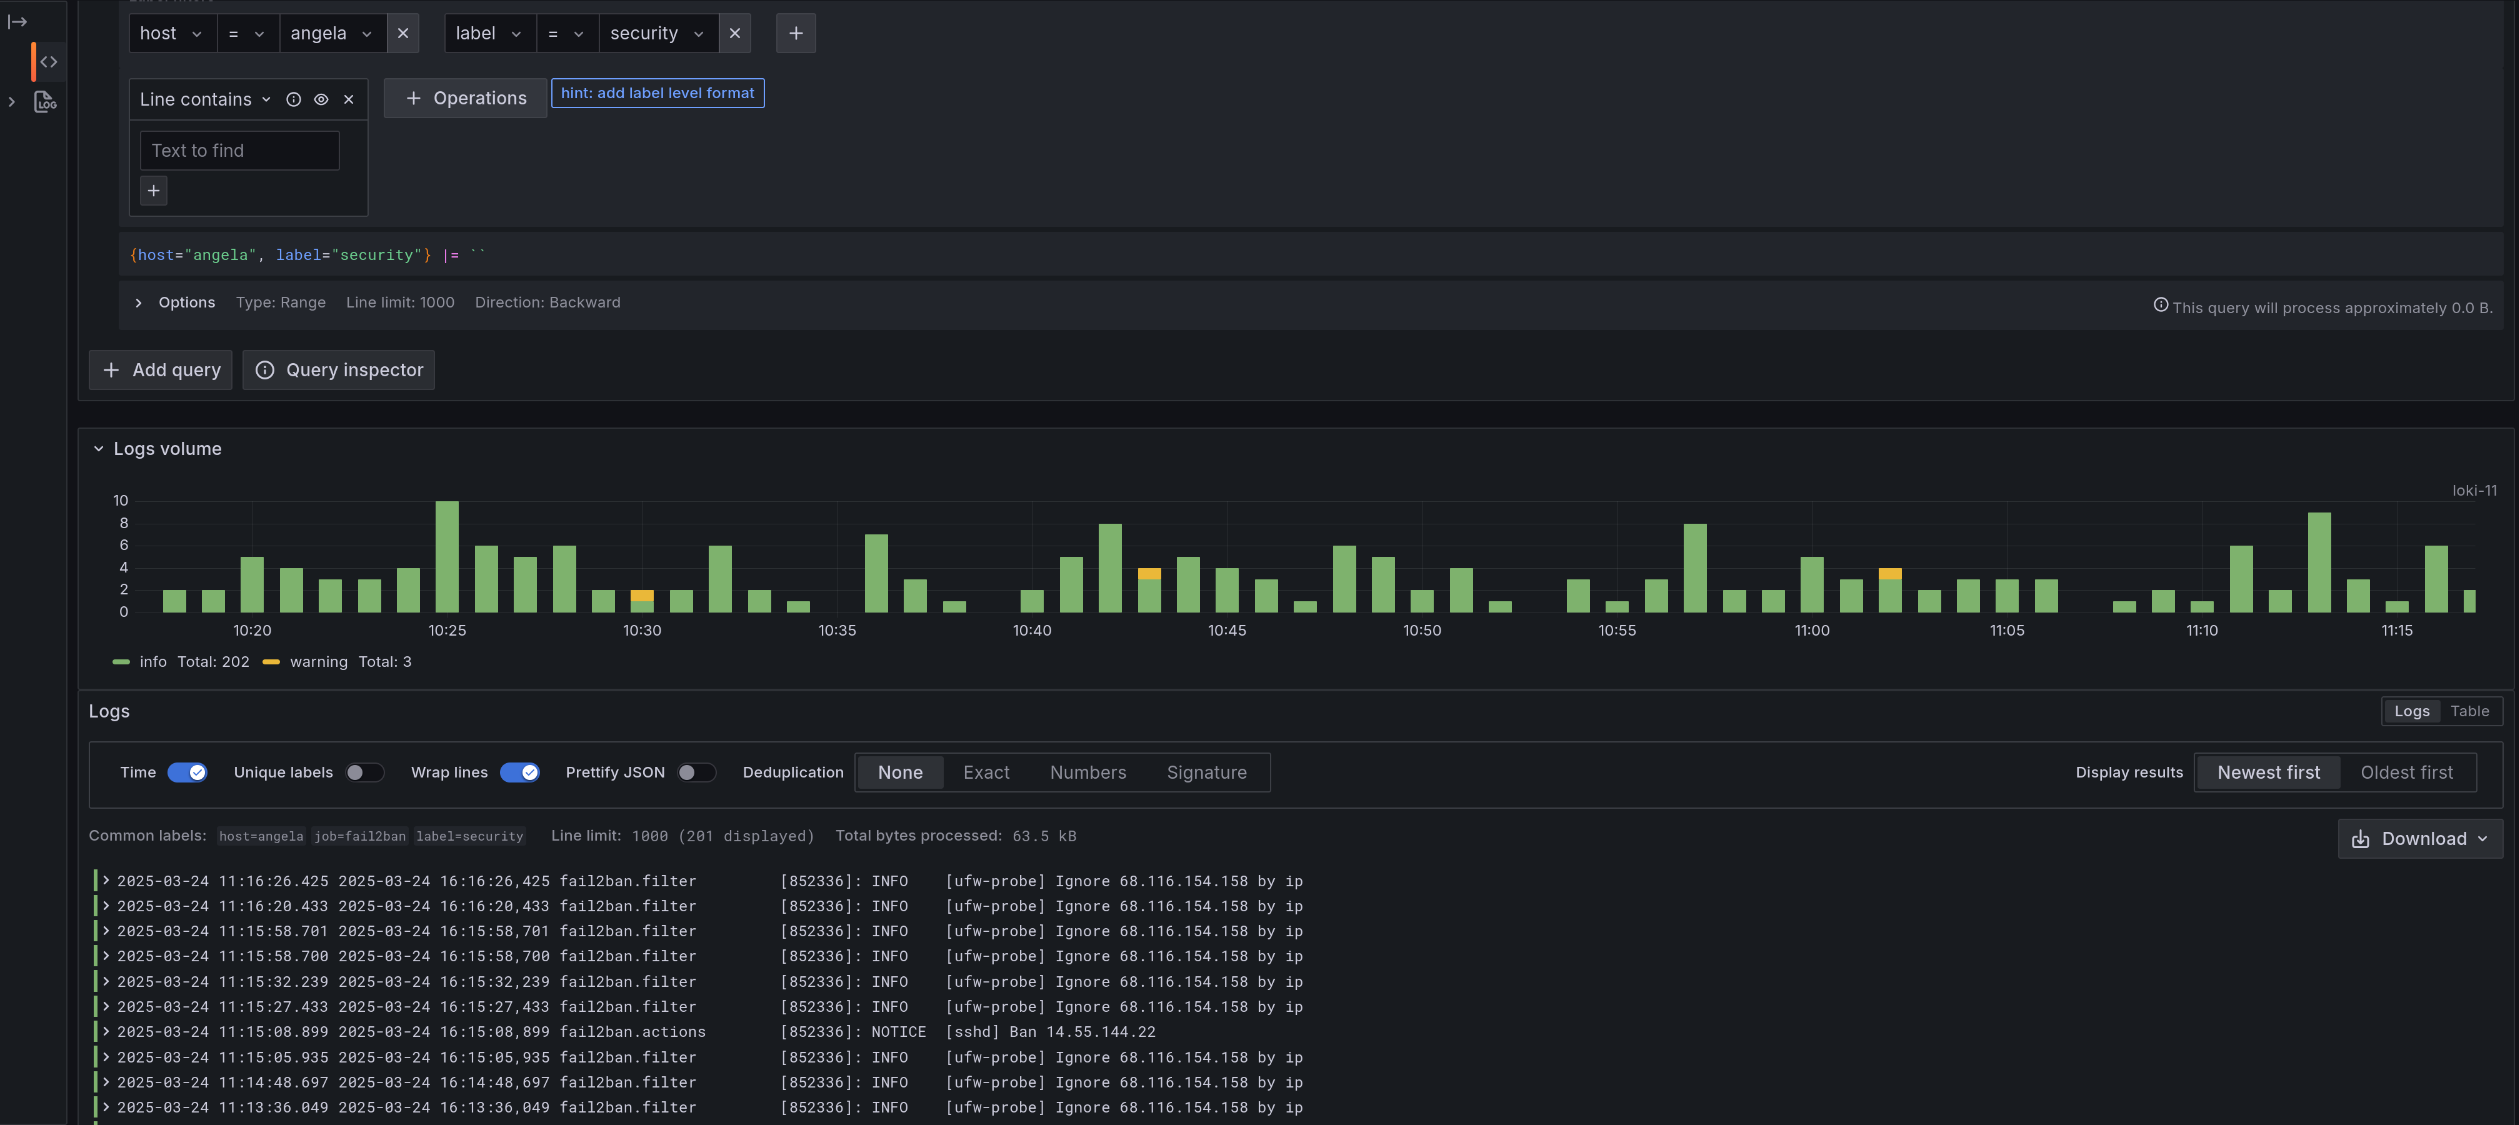 host = angela label = security
Line contains Operations hint: add label level format
Text to find
{host="angela", label="security"} |= ``
Options Type: Range Line limit: 1000 Direction: Backward This query will process approximately 0.0 B.
Add query Query inspector
Logs volume
loki-11
10
8
6
4
2
0
10:20 10:25 10:30 10:35 10:40 10:45 10:50 10:55 11:00 11:05 11:10 11:15
info Total: 202 warning Total: 3
Logs Logs Table
Time Unique labels Wrap lines Prettify JSON Deduplication None Exact Numbers Signature Display results Newest first Oldest first
Common labels: host=angela job=fail2ban label=security Line limit: 1000 (201 displayed) Total bytes processed: 63.5 kB Download
2025-03-24 11:16:26.425 2025-03-24 16:16:26,425 fail2ban.filter [852336]: INFO [ufw-probe] Ignore 68.116.154.158 by ip
2025-03-24 11:16:20.433 2025-03-24 16:16:20,433 fail2ban.filter [852336]: INFO [ufw-probe] Ignore 68.116.154.158 by ip
2025-03-24 11:15:58.701 2025-03-24 16:15:58,701 fail2ban.filter [852336]: INFO [ufw-probe] Ignore 68.116.154.158 by ip
2025-03-24 11:15:58.700 2025-03-24 16:15:58,700 fail2ban.filter [852336]: INFO [ufw-probe] Ignore 68.116.154.158 by ip
2025-03-24 11:15:32.239 2025-03-24 16:15:32,239 fail2ban.filter [852336]: INFO [ufw-probe] Ignore 68.116.154.158 by ip
2025-03-24 11:15:27.433 2025-03-24 16:15:27,433 fail2ban.filter [852336]: INFO [ufw-probe] Ignore 68.116.154.158 by ip
2025-03-24 11:15:08.899 2025-03-24 16:15:08,899 fail2ban.actions [852336]: NOTICE [sshd] Ban 14.55.144.22
2025-03-24 11:15:05.935 2025-03-24 16:15:05,935 fail2ban.filter [852336]: INFO [ufw-probe] Ignore 68.116.154.158 by ip
2025-03-24 11:14:48.697 2025-03-24 16:14:48,697 fail2ban.filter [852336]: INFO [ufw-probe] Ignore 68.116.154.158 by ip
2025-03-24 11:13:36.049 2025-03-24 16:13:36,049 fail2ban.filter [852336]: INFO [ufw-probe] Ignore 68.116.154.158 by ip